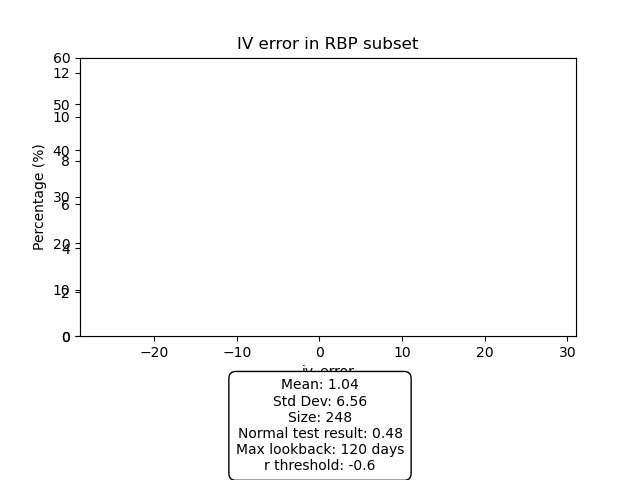 IV error in RBP subset
60
12
50
10
40
8
30
6
20
4
10
2
0
0
Percentage (%)
−20
−10
0
10
20
30
iv_error
Mean: 1.04
Std Dev: 6.56
Size: 248
Normal test result: 0.48
Max lookback: 120 days
r threshold: -0.6